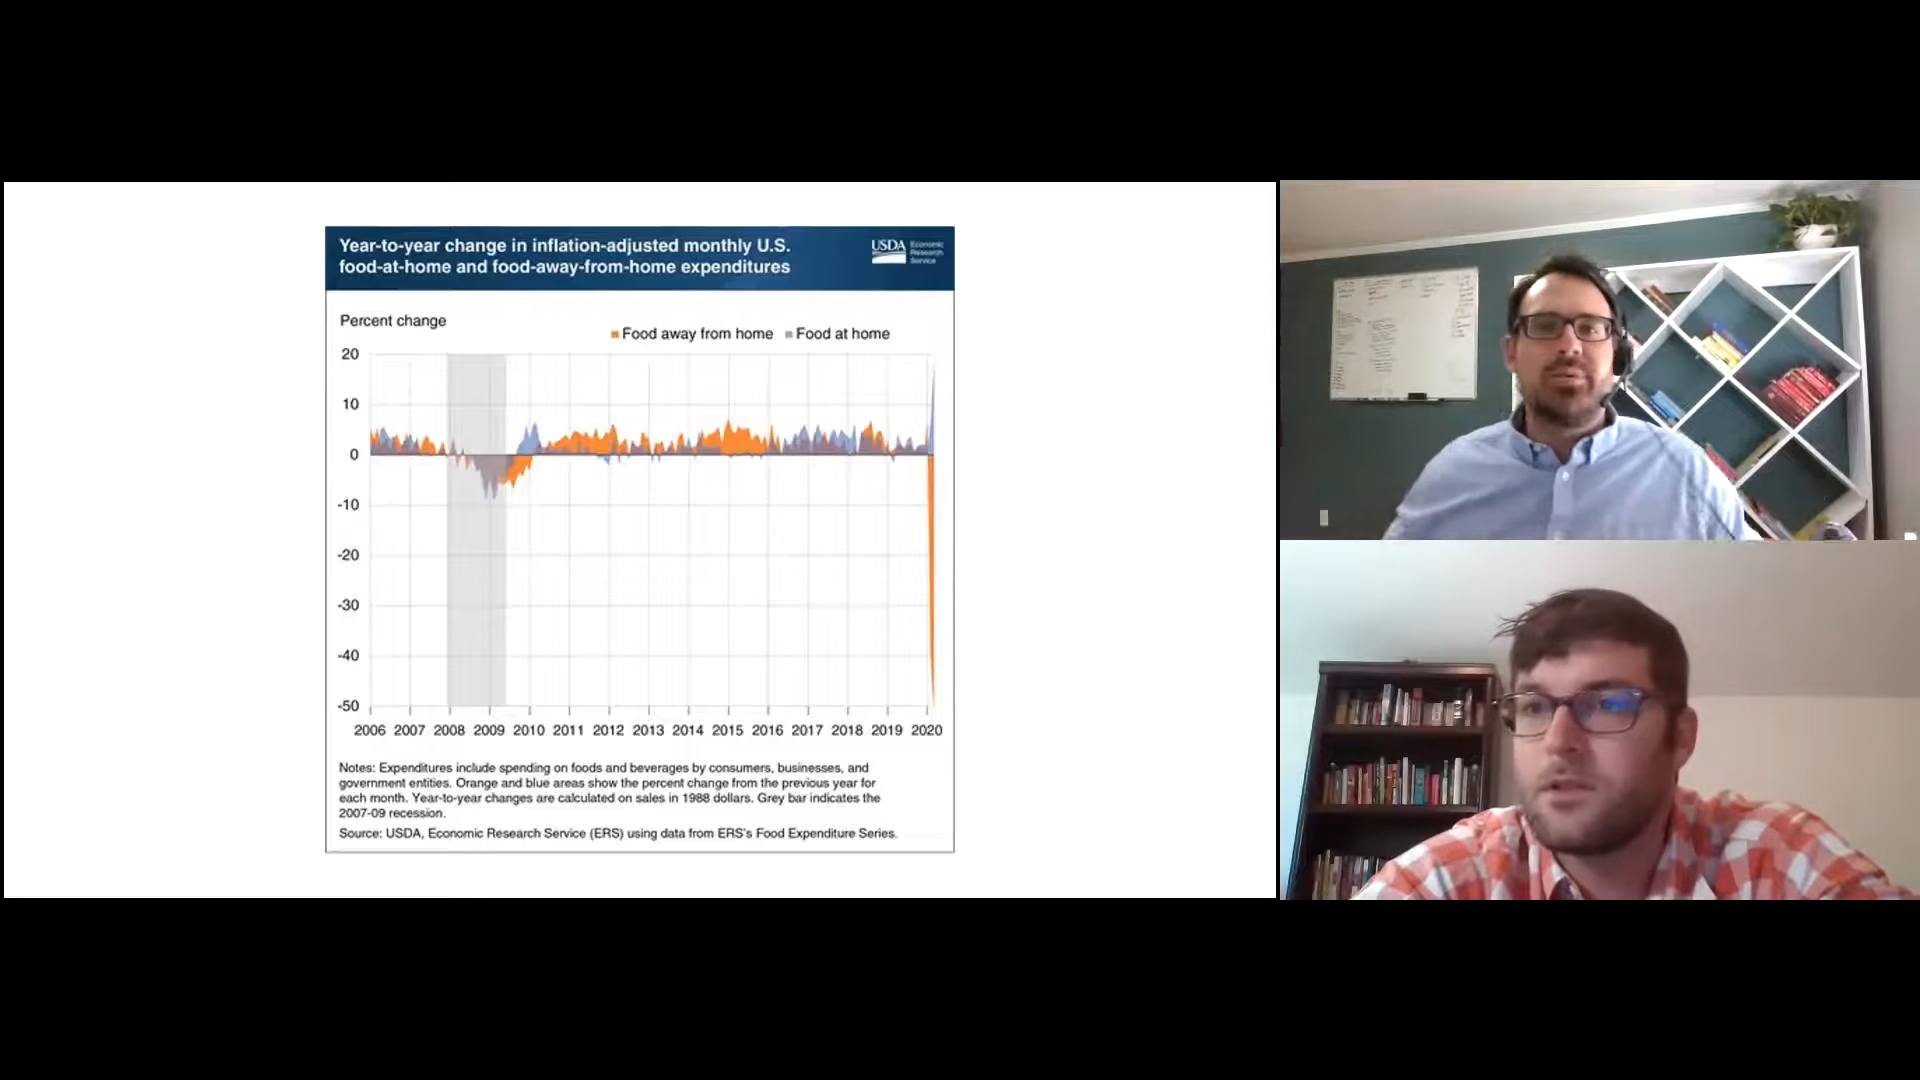 Year-to-year change in inflation-adjusted monthly U.S.
food-at-home and food-away-from-home expenditures
USDA
Economic
Research
Service
Percent change
Food away from home
Food at home
20
10
0
-10
-20
-30
-40
-50
2006 2007 2008 2009 2010 2011 2012 2013 2014 2015 2016 2017 2018 2019 2020
Notes: Expenditures include spending on foods and beverages by consumers, businesses, and
government entities. Orange and blue areas show the percent change from the previous year for
each month. Year-to-year changes are calculated on sales in 1988 dollars. Grey bar indicates the
2007-09 recession.
Source: USDA, Economic Research Service (ERS) using data from ERS's Food Expenditure Series.